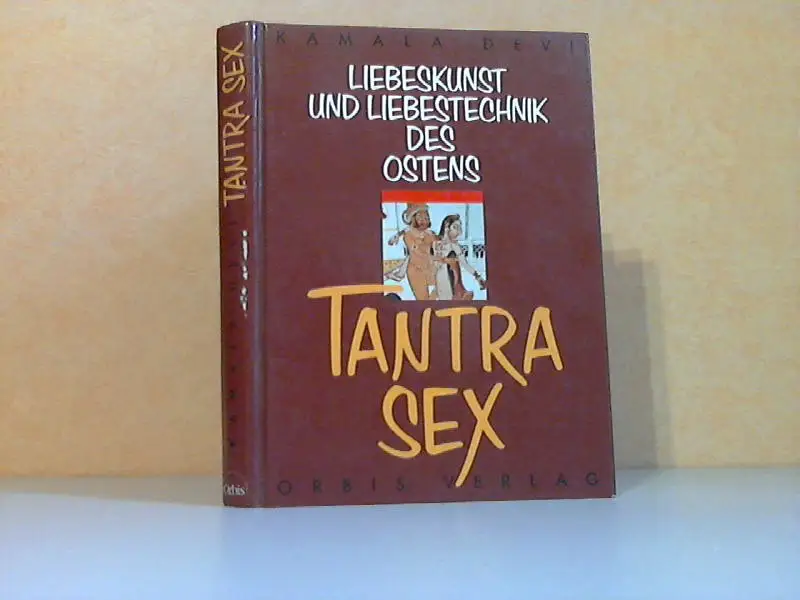 KAMALA DEVI
LIEBESKUNST
UND LIEBESTECHNIK
DES
OSTENS
TANTRA
SEX
ORBIS VERLAG
TANTRA SEX
Orbis